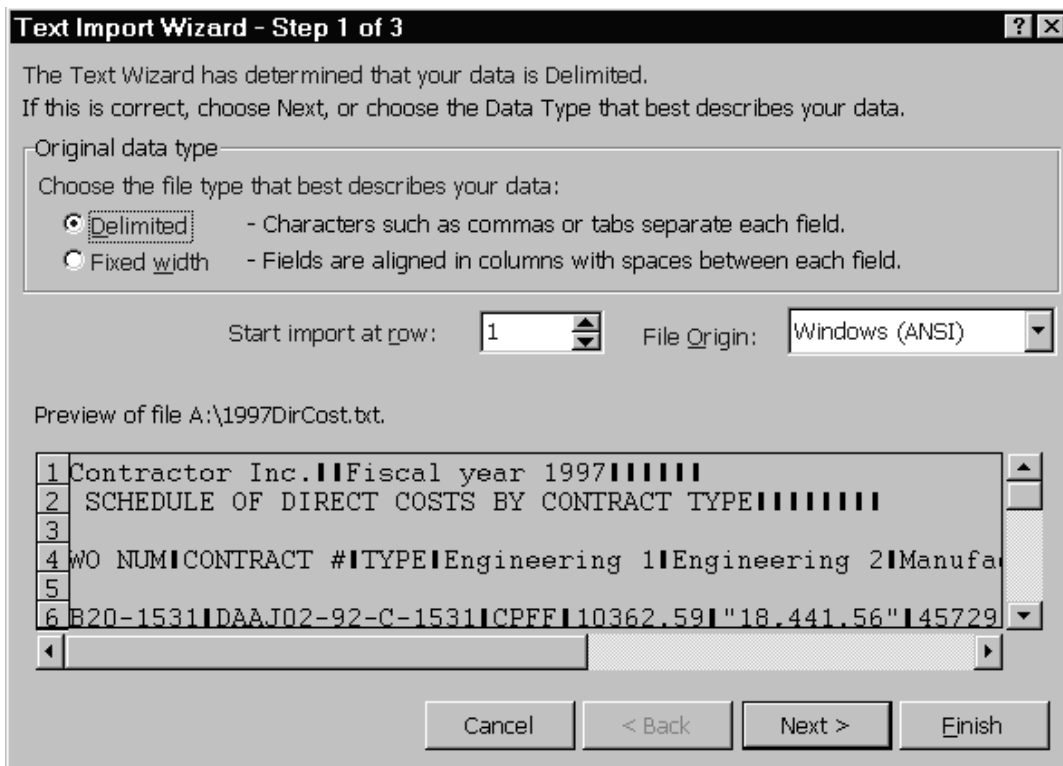 Text Import Wizard - Step 1 of 3
The Text Wizard has determined that your data is Delimited.
If this is correct, choose Next, or choose the Data Type that best describes your data.
Original data type
Choose the file type that best describes your data:
Delimited - Characters such as commas or tabs separate each field.
Fixed width - Fields are aligned in columns with spaces between each field.
Start import at row: 1 File Origin: Windows (ANSI)
Preview of file A:\1997DirCost.txt.
1 Contractor Inc.▮▮Fiscal year 1997▮▮▮▮▮▮
2 SCHEDULE OF DIRECT COSTS BY CONTRACT TYPE▮▮▮▮▮▮▮▮
3
4 WO NUM▮CONTRACT #▮TYPE▮Engineering 1▮Engineering 2▮Manufa
5
6 B20-1531▮DAAJ02-92-C-1531▮CPFF▮10362.59▮"18,441.56"▮45729
Cancel < Back Next > Finish